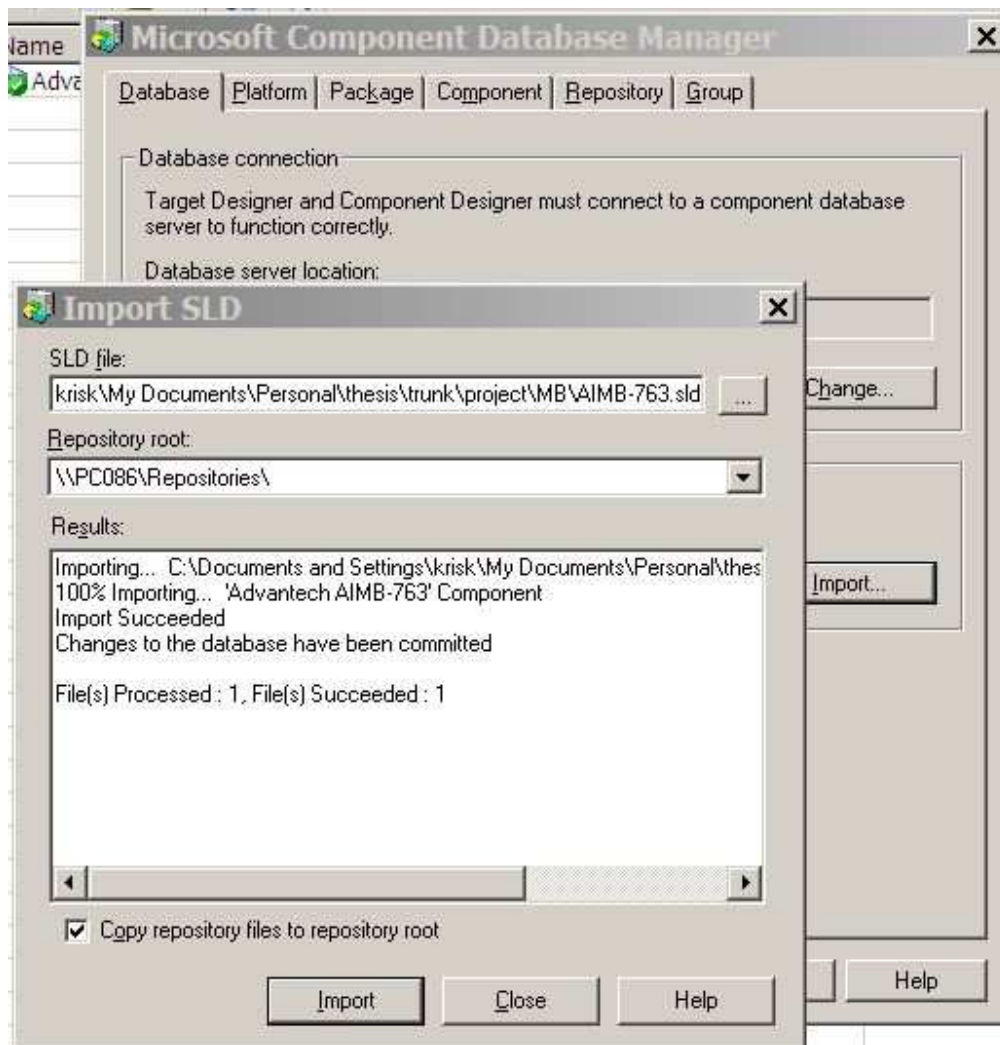 Name
Microsoft Component Database Manager
Adva
Database Platform Package Component Repository Group
Database connection
Target Designer and Component Designer must connect to a component database
server to function correctly.
Database server location:
Change...
Import...
Help
Import SLD
SLD file:
krisk\My Documents\Personal\thesis\trunk\project\MB\AIMB-763.sld
...
Repository root:
\\PC086\Repositories\
Results:
Importing... C:\Documents and Settings\krisk\My Documents\Personal\thes
100% Importing... 'Advantech AIMB-763' Component
Import Succeeded
Changes to the database have been committed
File(s) Processed : 1, File(s) Succeeded : 1
Copy repository files to repository root
Import Close Help